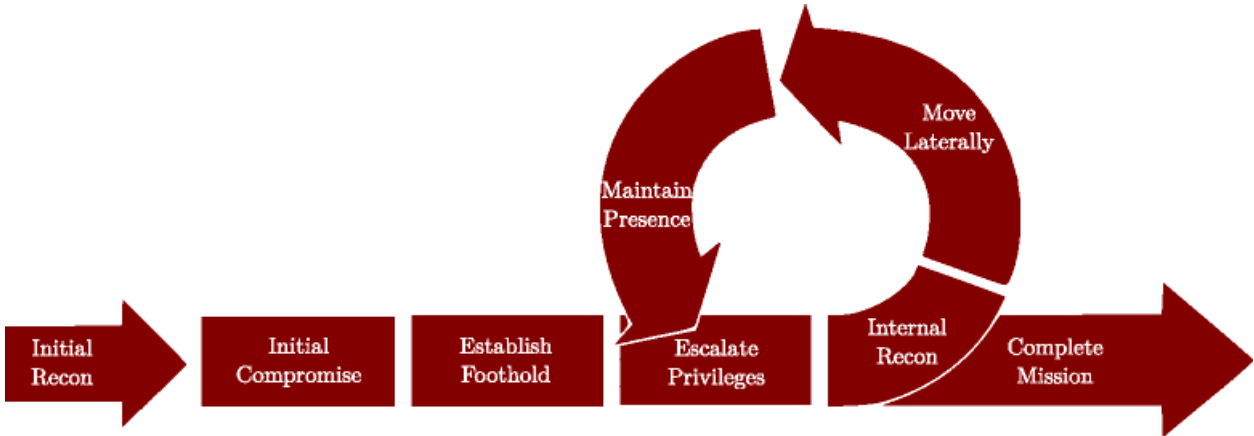 Move
Laterally
Maintain
Presence
Initial
Recon
Initial
Compromise
Establish
Foothold
Escalate
Privileges
Internal
Recon
Complete
Mission